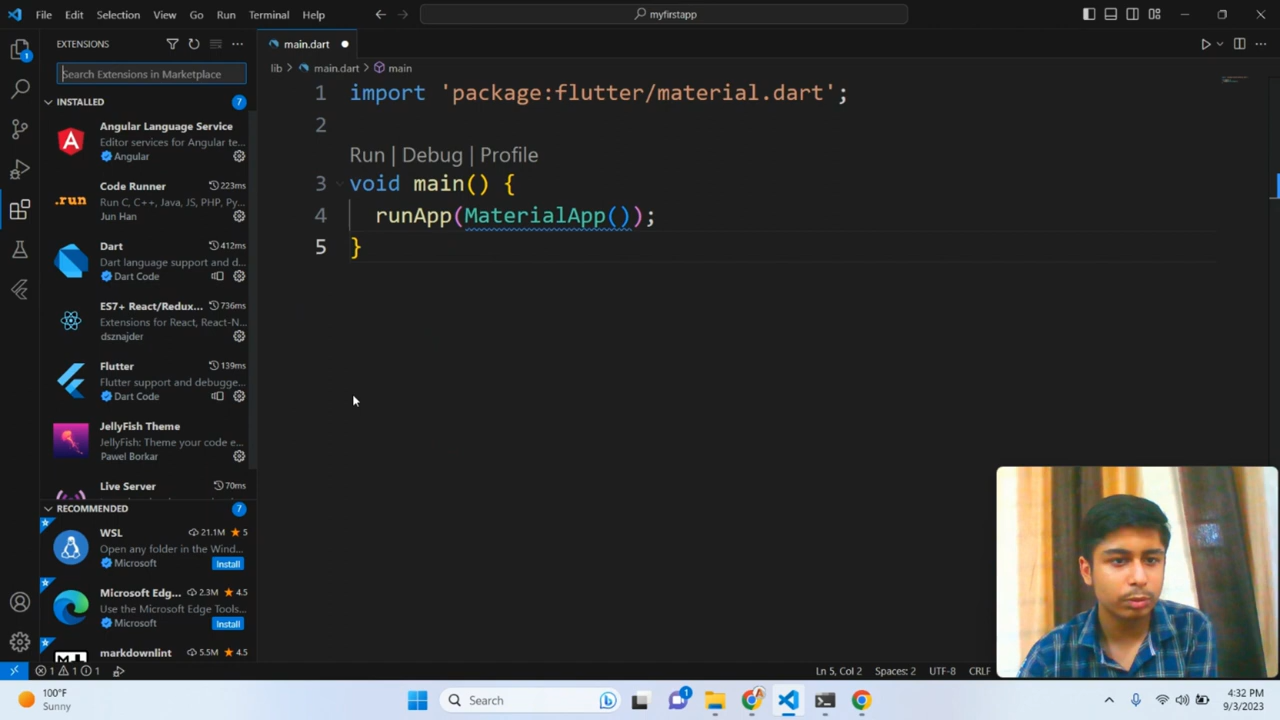 File Edit Selection View Go Run Terminal Help
myfirstapp
EXTENSIONS
Search Extensions in Marketplace
INSTALLED 7
Angular Language Service
Editor services for Angular te...
Angular
Code Runner 223ms
Run C, C++, Java, JS, PHP, Py...
Jun Han
Dart 412ms
Dart language support and d...
Dart Code
ES7+ React/Redux... 736ms
Extensions for React, React-N...
dsznajder
Flutter 139ms
Flutter support and debugge...
Dart Code
JellyFish Theme
JellyFish: Theme your code e...
Pawel Borkar
Live Server 70ms
RECOMMENDED 7
WSL 21.1M 5
Open any folder in the Wind...
Microsoft Install
Microsoft Edg... 2.3M 4.5
Use the Microsoft Edge Tools...
Microsoft Install
markdownlint 5.5M 4.5
main.dart
lib > main.dart > main
1 import 'package:flutter/material.dart';
2
Run | Debug | Profile
3 void main() {
4 runApp(MaterialApp());
5 }
1 1 1
Ln 5, Col 2 Spaces: 2 UTF-8 CRLF
100°F
Sunny
Search
4:32 PM
9/3/2023